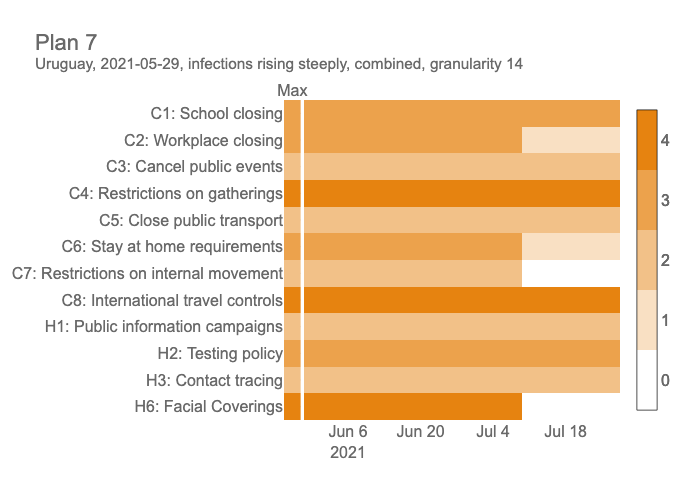 Plan 7
Uruguay, 2021-05-29, infections rising steeply, combined, granularity 14
Max
C1: School closing
C2: Workplace closing
C3: Cancel public events
C4: Restrictions on gatherings
C5: Close public transport
C6: Stay at home requirements
C7: Restrictions on internal movement
C8: International travel controls
H1: Public information campaigns
H2: Testing policy
H3: Contact tracing
H6: Facial Coverings
Jun 6 Jun 20 Jul 4 Jul 18
2021
4
3
2
1
0